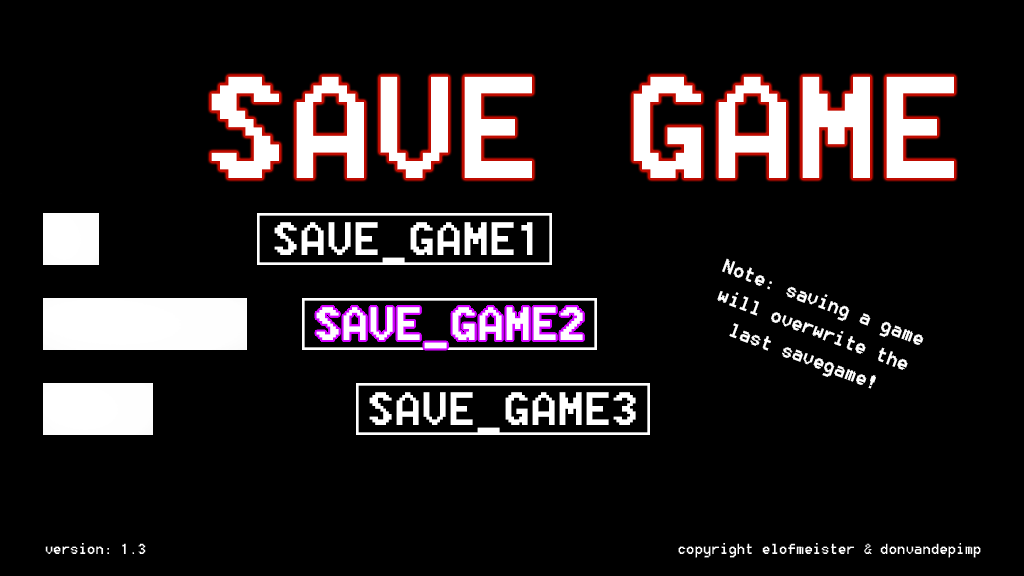 SAVE GAME
SAVE_GAME1
SAVE_GAME2
SAVE_GAME3
Note: saving a game
will overwrite the
last savegame!
version: 1.3
copyright elofmeister & donvandepimp